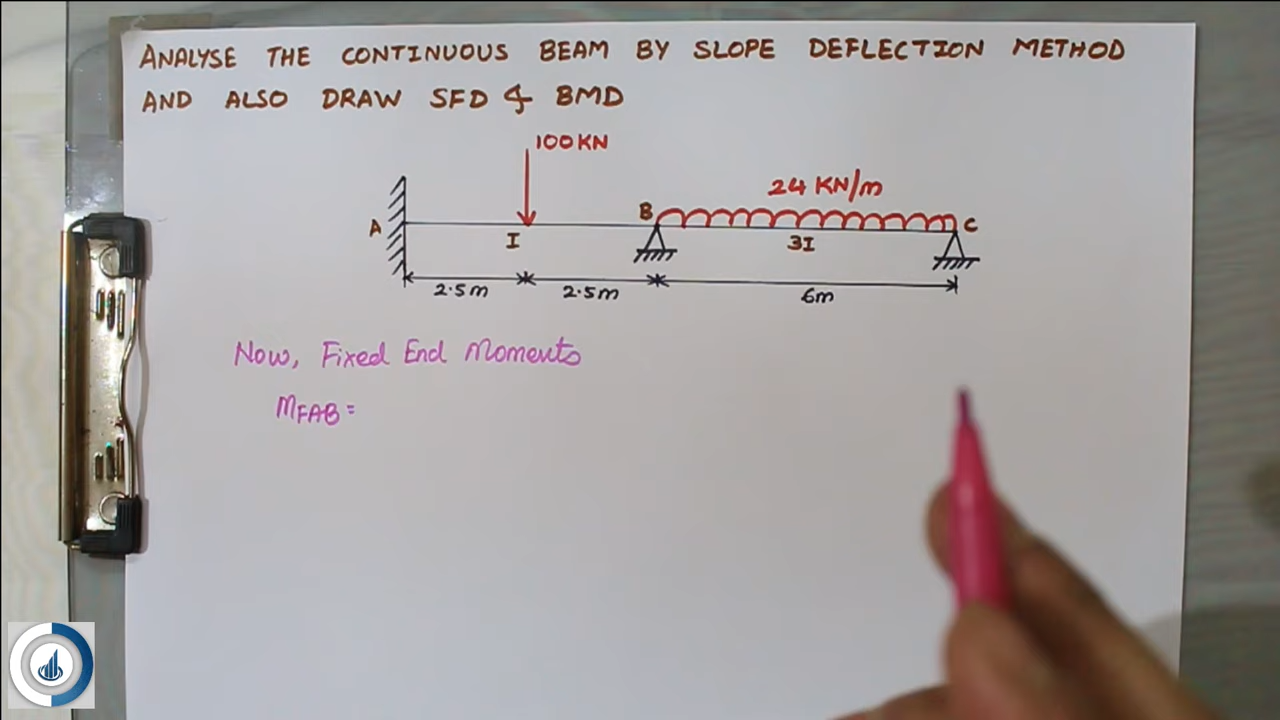 ANALYSE THE CONTINUOUS BEAM BY SLOPE DEFLECTION METHOD
AND ALSO DRAW SFD & BMD
100KN
24 KN/m
A
B
C
I
3I
2.5m
2.5m
6m
Now, Fixed End Moments
MFAB =